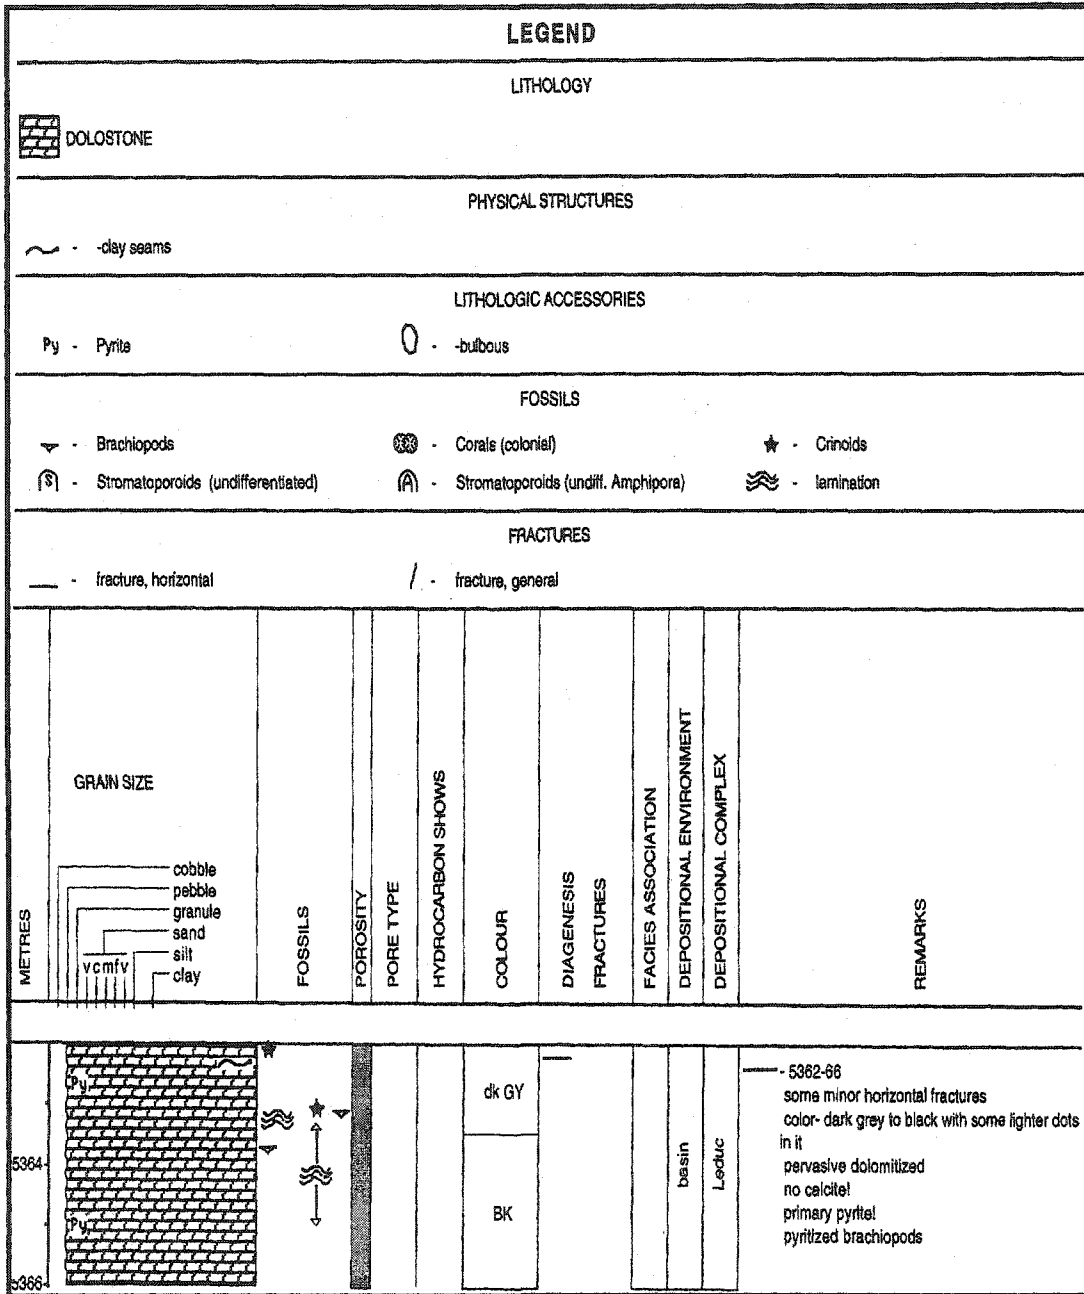 LEGEND
LITHOLOGY
DOLOSTONE
PHYSICAL STRUCTURES
- -clay seams
LITHOLOGIC ACCESSORIES
Py - Pyrite - -bulbous
FOSSILS
- Brachiopods - Corals (colonial) - Crinoids
S - Stromatoporoids (undifferentiated) A - Stromatoporoids (undiff. Amphipora) - lamination
FRACTURES
- fracture, horizontal - fracture, general
METRES
GRAIN SIZE
cobble
pebble
granule
sand
silt
vcmfv
clay
FOSSILS
POROSITY
PORE TYPE
HYDROCARBON SHOWS
COLOUR
DIAGENESIS
FRACTURES
FACIES ASSOCIATION
DEPOSITIONAL ENVIRONMENT
DEPOSITIONAL COMPLEX
REMARKS
Py
dk GY
5364
BK
Py
5366
basin
Leduc
- 5362-66
some minor horizontal fractures
color- dark grey to black with some lighter dots
in it
pervasive dolomitized
no calcite!
primary pyrite!
pyritized brachiopods